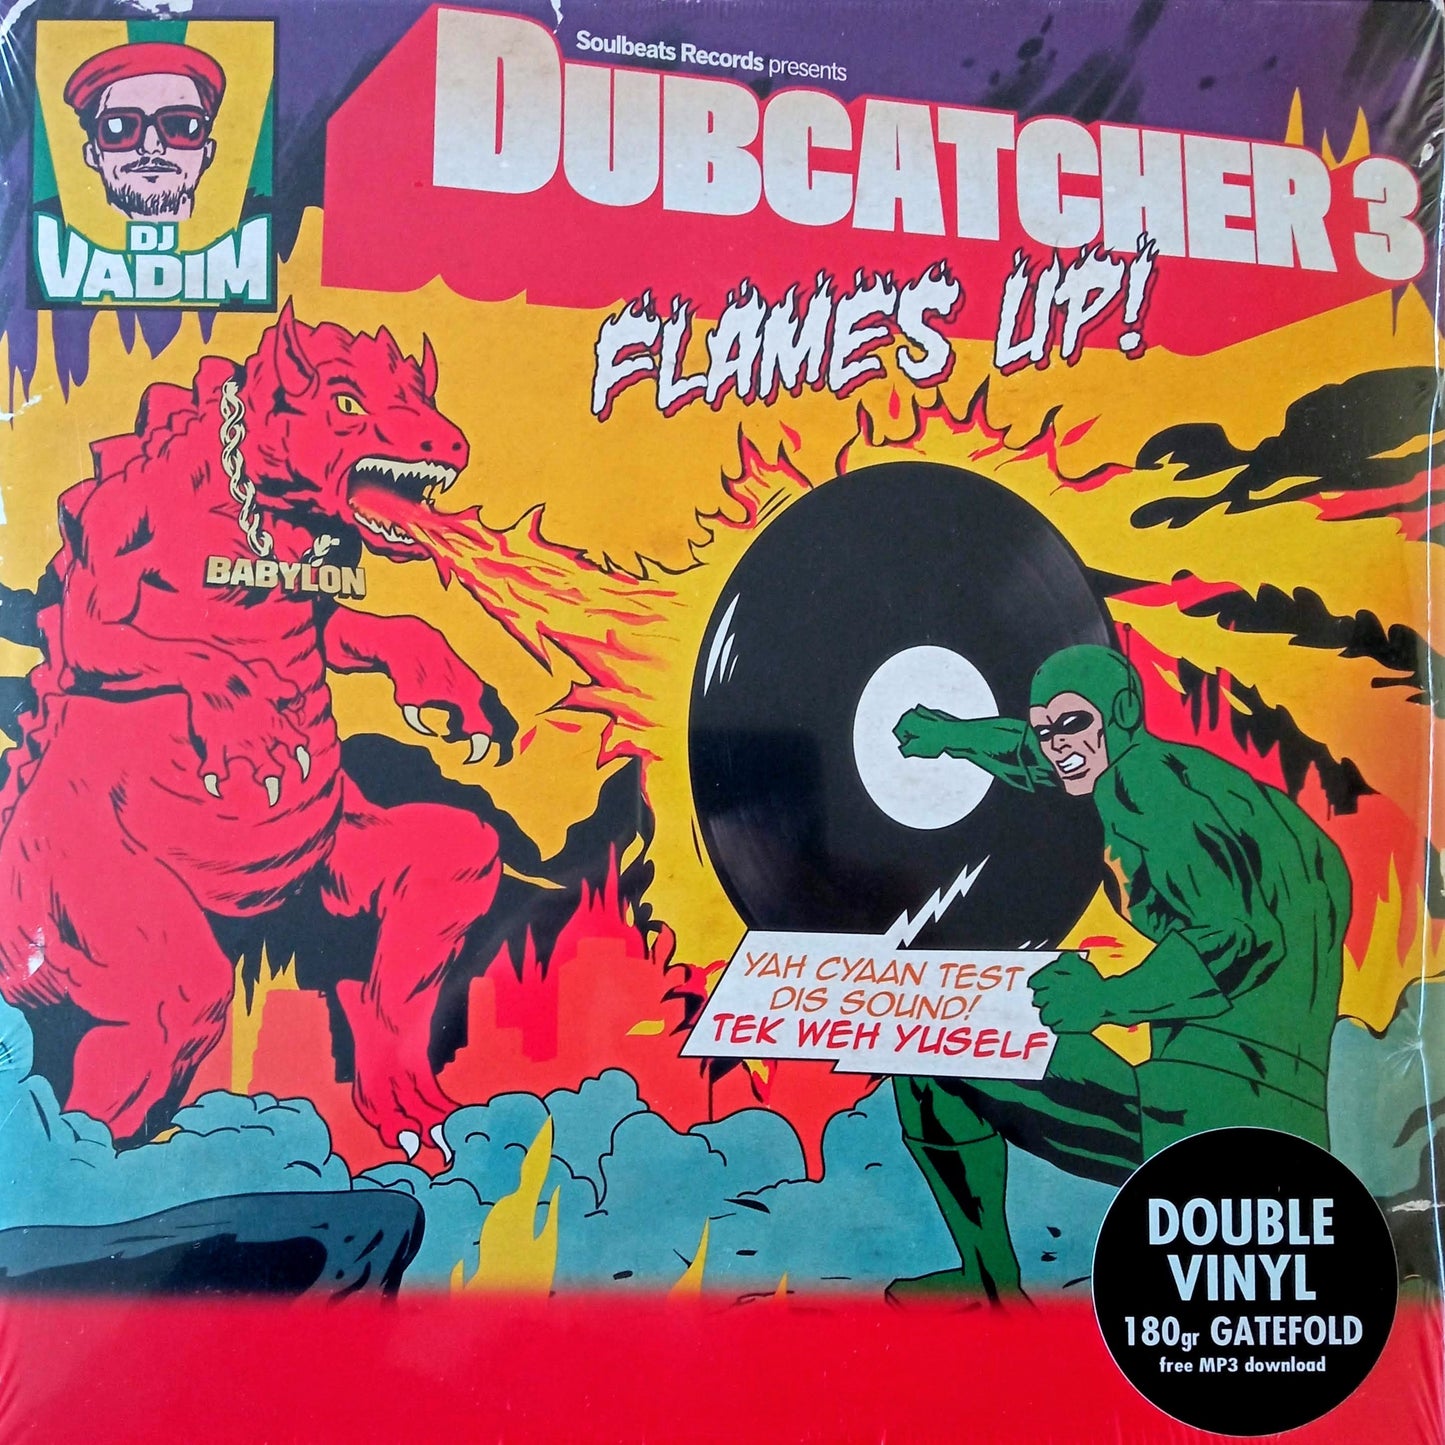 DJ
VADIM
Soulbeats Records presents
DUBCATCHER 3
FLAMES UP!
BABYLON
YAH CYAAN TEST
DIS SOUND!
TEK WEH YUSELF
DOUBLE
VINYL
180gr GATEFOLD
free MP3 download